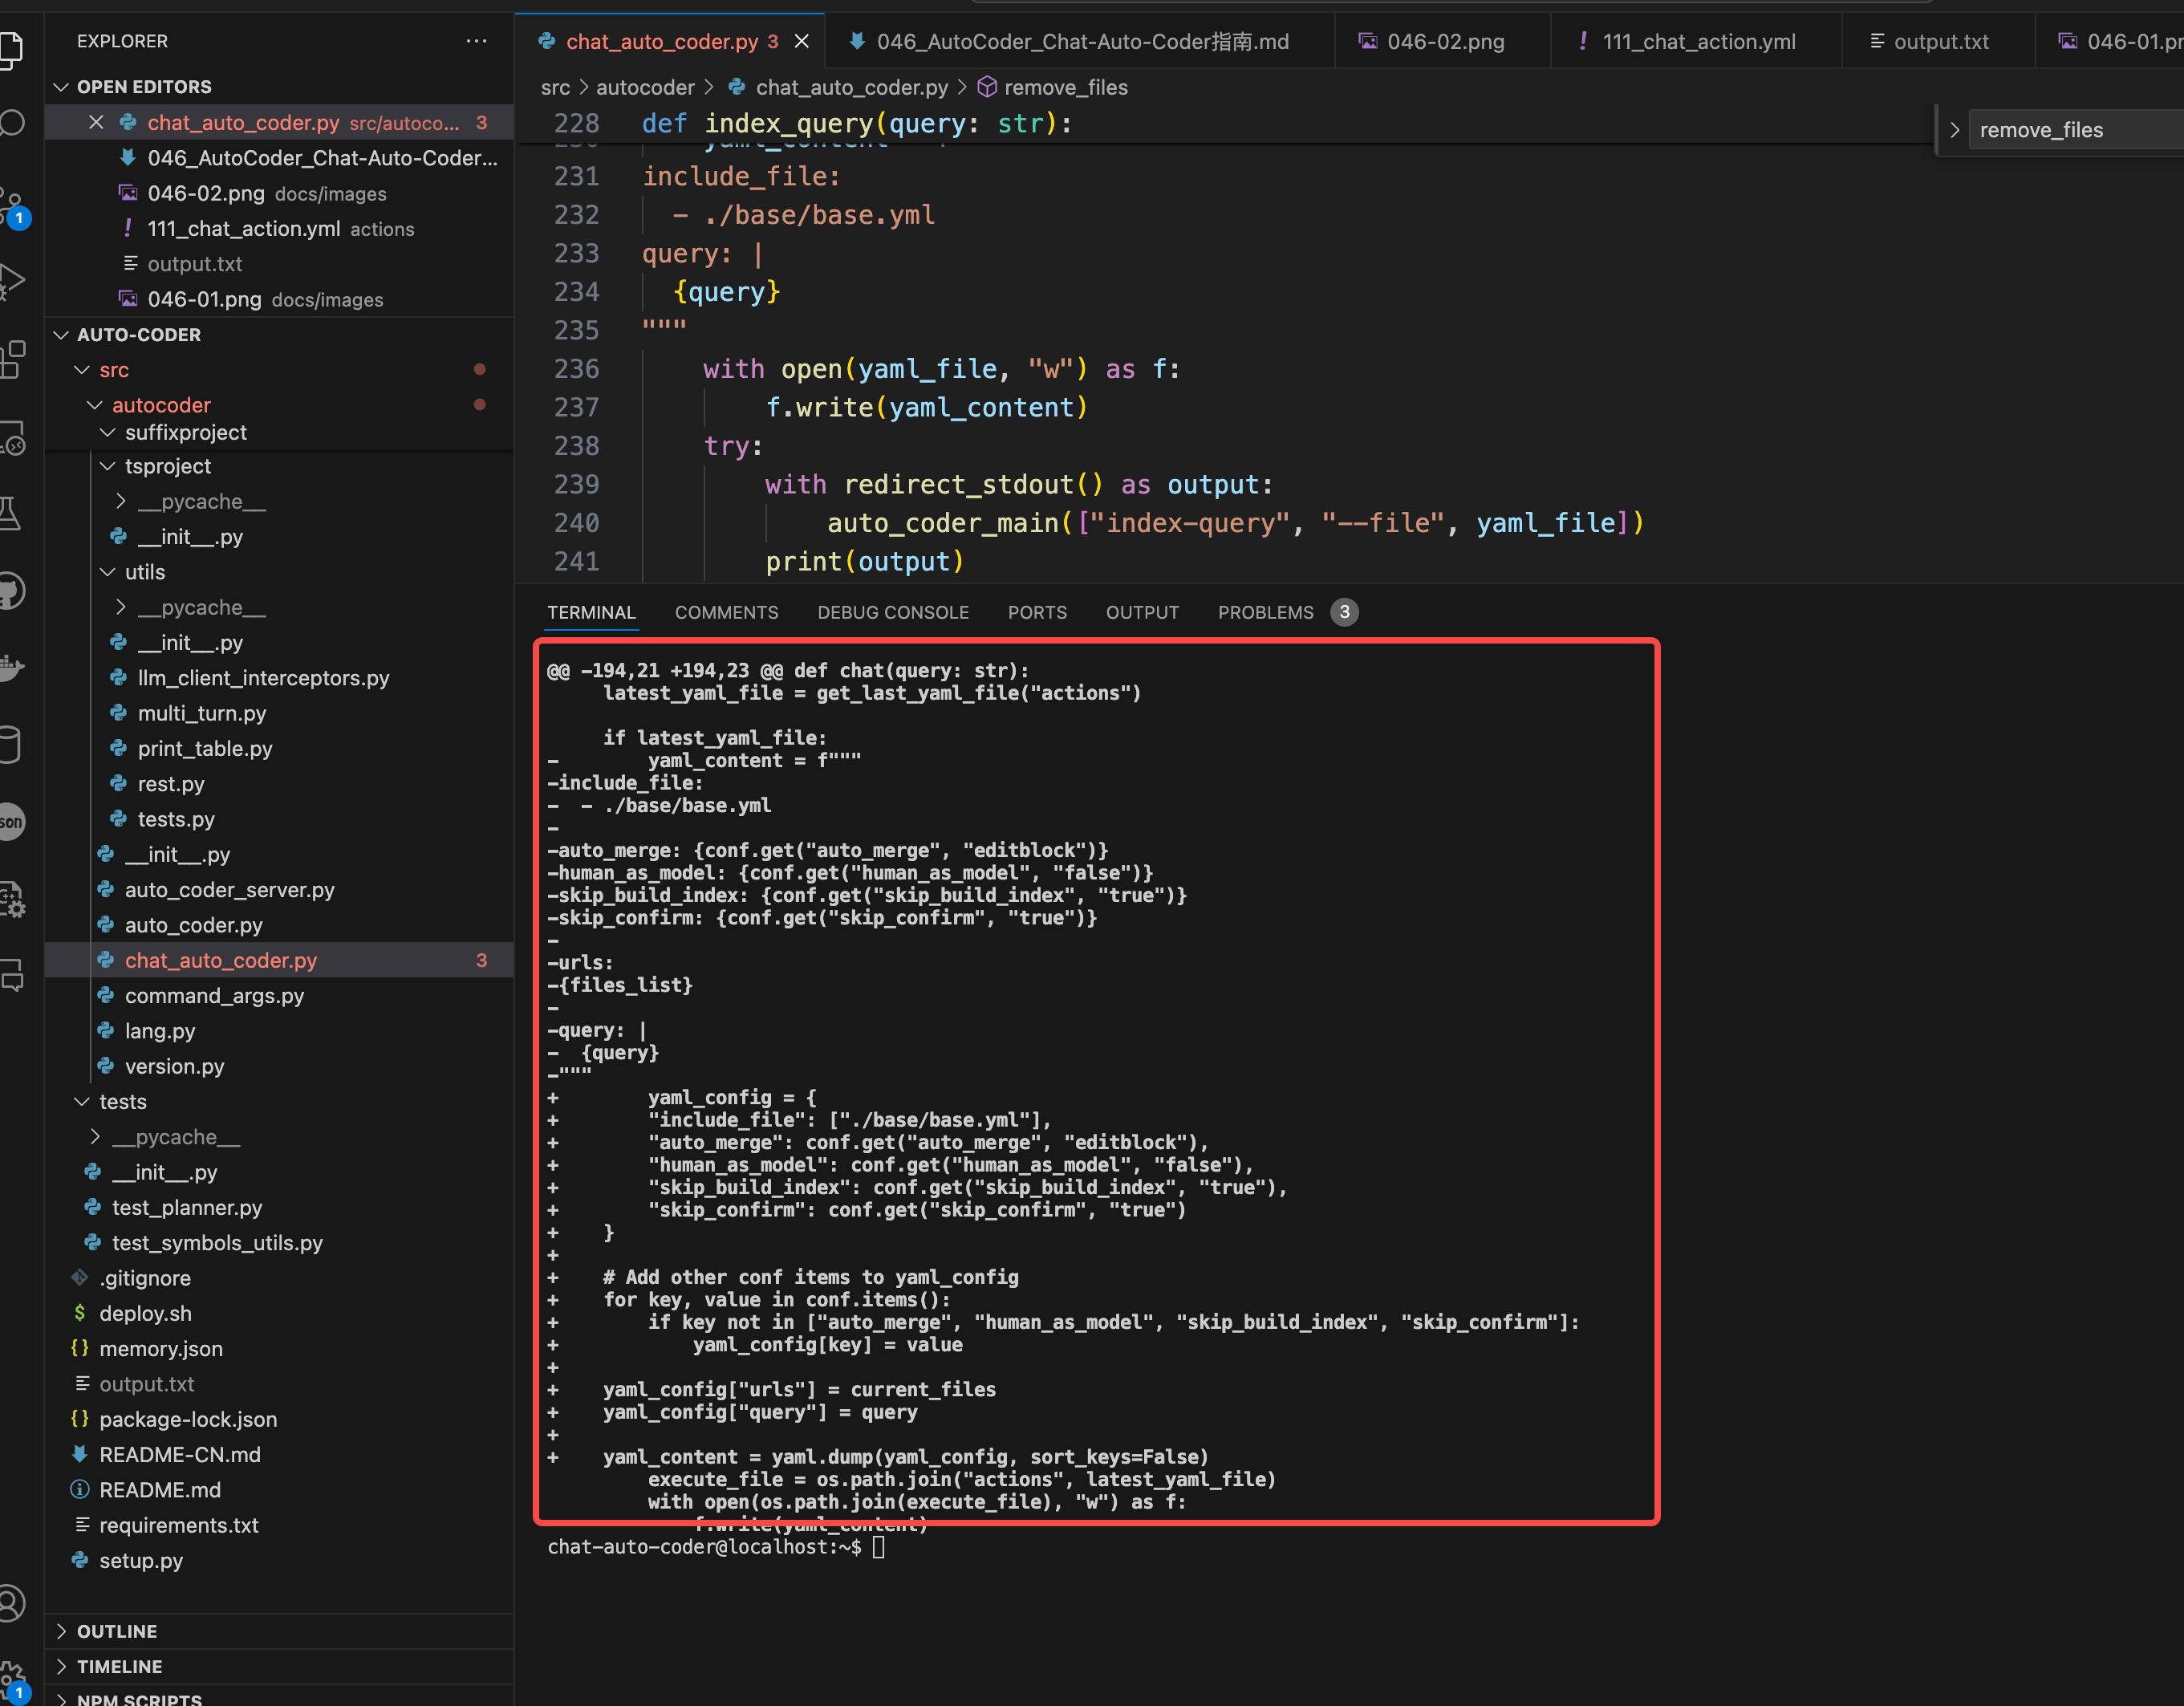 EXPLORER
OPEN EDITORS
chat_auto_coder.py src/autoco... 3
046_AutoCoder_Chat-Auto-Coder...
046-02.png docs/images
111_chat_action.yml actions
output.txt
046-01.png docs/images
AUTO-CODER
src
autocoder
suffixproject
tsproject
__pycache__
__init__.py
utils
__pycache__
__init__.py
llm_client_interceptors.py
multi_turn.py
print_table.py
rest.py
tests.py
__init__.py
auto_coder_server.py
auto_coder.py
chat_auto_coder.py 3
command_args.py
lang.py
version.py
tests
__pycache__
__init__.py
test_planner.py
test_symbols_utils.py
.gitignore
deploy.sh
memory.json
output.txt
package-lock.json
README-CN.md
README.md
requirements.txt
setup.py
OUTLINE
TIMELINE
NPM SCRIPTS
1
1
chat_auto_coder.py 3
046_AutoCoder_Chat-Auto-Coder指南.md
046-02.png
111_chat_action.yml
output.txt
src > autocoder > chat_auto_coder.py > remove_files
remove_files
228 def index_query(query: str):
231 include_file:
232   - ./base/base.yml
233 query: |
234   {query}
235 """
236     with open(yaml_file, "w") as f:
237         f.write(yaml_content)
238     try:
239         with redirect_stdout() as output:
240             auto_coder_main(["index-query", "--file", yaml_file])
241         print(output)
TERMINAL COMMENTS DEBUG CONSOLE PORTS OUTPUT PROBLEMS 3
@@ -194,21 +194,23 @@ def chat(query: str):
     latest_yaml_file = get_last_yaml_file("actions")
     if latest_yaml_file:
-        yaml_content = f"""
-include_file:
-  - ./base/base.yml
-
-auto_merge: {conf.get("auto_merge", "editblock")}
-human_as_model: {conf.get("human_as_model", "false")}
-skip_build_index: {conf.get("skip_build_index", "true")}
-skip_confirm: {conf.get("skip_confirm", "true")}
-
-urls:
-{files_list}
-
-query: |
-  {query}
-"""
+        yaml_config = {
+        "include_file": ["./base/base.yml"],
+        "auto_merge": conf.get("auto_merge", "editblock"),
+        "human_as_model": conf.get("human_as_model", "false"),
+        "skip_build_index": conf.get("skip_build_index", "true"),
+        "skip_confirm": conf.get("skip_confirm", "true")
+    }
+
+    # Add other conf items to yaml_config
+    for key, value in conf.items():
+        if key not in ["auto_merge", "human_as_model", "skip_build_index", "skip_confirm"]:
+            yaml_config[key] = value
+
+    yaml_config["urls"] = current_files
+    yaml_config["query"] = query
+
+    yaml_content = yaml.dump(yaml_config, sort_keys=False)
         execute_file = os.path.join("actions", latest_yaml_file)
         with open(os.path.join(execute_file), "w") as f:
             f.write(yaml_content)
chat-auto-coder@localhost:~$